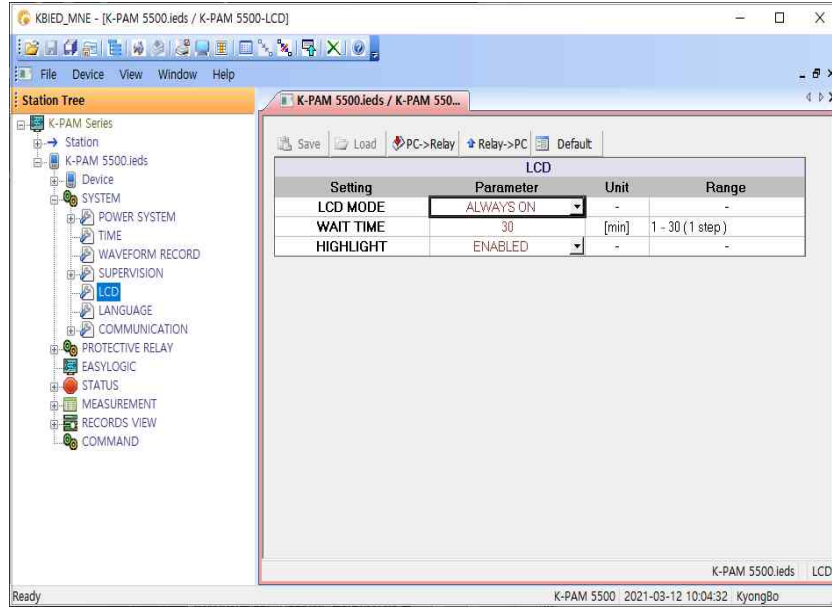 KBIED_MNE - [K-PAM 5500.ieds / K-PAM 5500-LCD]
File Device View Window Help
Station Tree
K-PAM Series
Station
K-PAM 5500.ieds
Device
SYSTEM
POWER SYSTEM
TIME
WAVEFORM RECORD
SUPERVISION
LCD
LANGUAGE
COMMUNICATION
PROTECTIVE RELAY
EASYLOGIC
STATUS
MEASUREMENT
RECORDS VIEW
COMMAND
K-PAM 5500.ieds / K-PAM 550...
Save Load PC->Relay Relay->PC Default
LCD
Setting Parameter Unit Range
LCD MODE ALWAYS ON - -
WAIT TIME 30 [min] 1 - 30 ( 1 step )
HIGHLIGHT ENABLED - -
K-PAM 5500.ieds LCD
Ready K-PAM 5500 2021-03-12 10:04:32 KyongBo